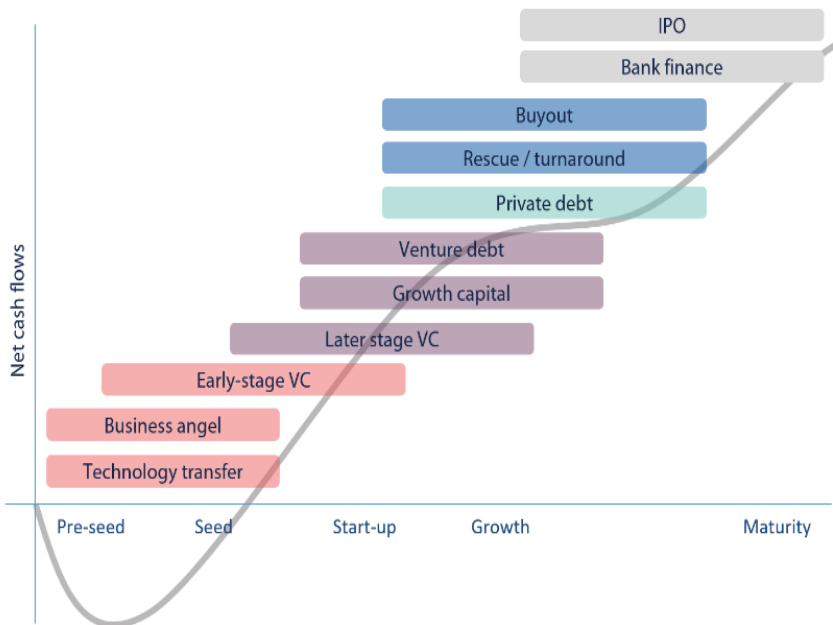 IPO
Bank finance
Buyout
Rescue / turnaround
Private debt
Venture debt
Growth capital
Later stage VC
Early-stage VC
Business angel
Technology transfer
Net cash flows
Pre-seed Seed Start-up Growth Maturity